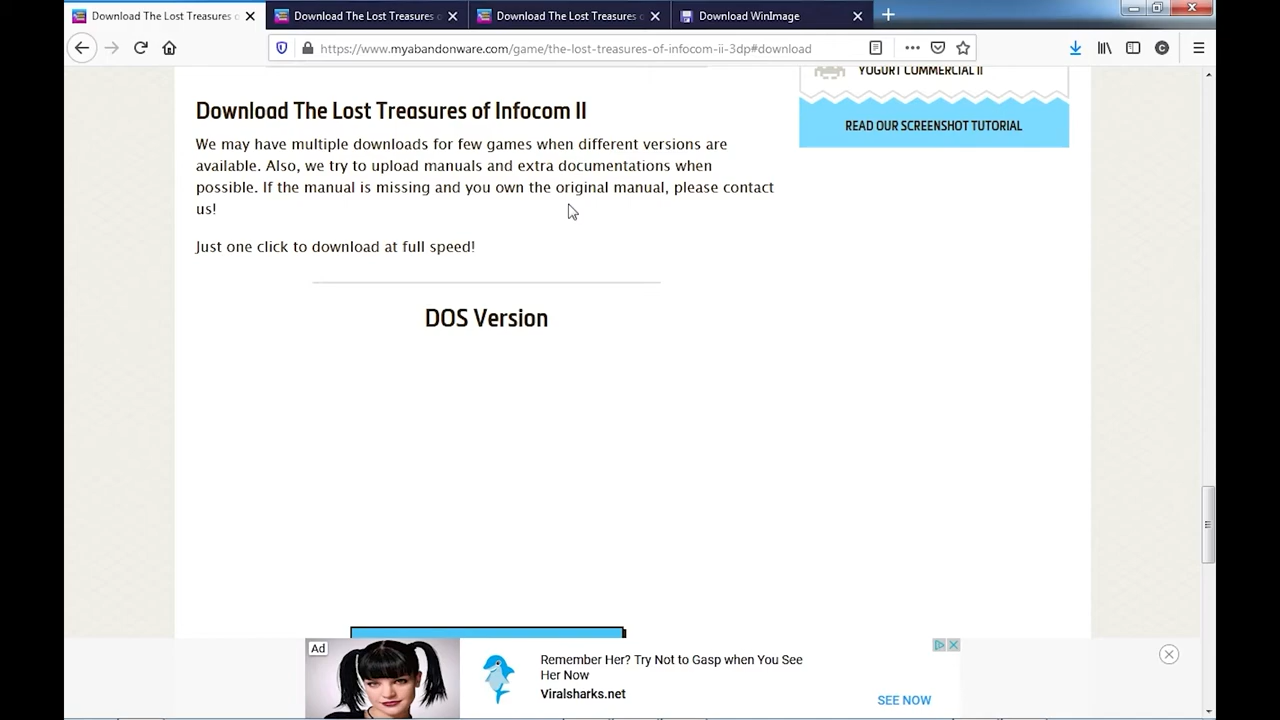 Download The Lost Treasures o
Download The Lost Treasures o
Download The Lost Treasures o
Download WinImage
https://www.myabandonware.com/game/the-lost-treasures-of-infocom-ii-3dp#download
YOGURT COMMERCIAL II
READ OUR SCREENSHOT TUTORIAL
Download The Lost Treasures of Infocom II
We may have multiple downloads for few games when different versions are
available. Also, we try to upload manuals and extra documentations when
possible. If the manual is missing and you own the original manual, please contact
us!
Just one click to download at full speed!
DOS Version
Ad
Remember Her? Try Not to Gasp when You See
Her Now
Viralsharks.net
SEE NOW